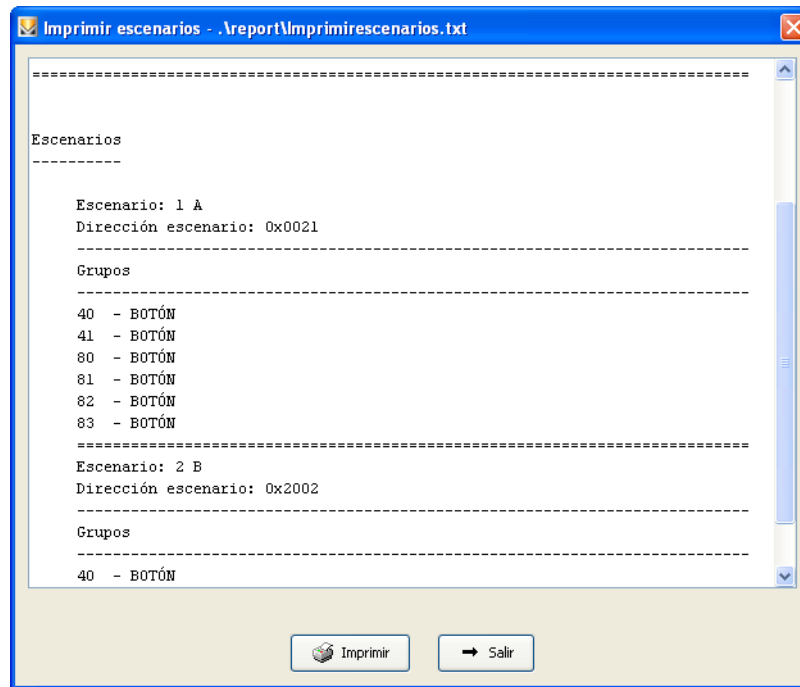 Imprimir escenarios - .\report\Imprimirescenarios.txt
================================================================================
Escenarios
----------
Escenario: 1 A
Dirección escenario: 0x0021
---------------------------------------------------------------------------
Grupos
---------------------------------------------------------------------------
40 - BOTÓN
41 - BOTÓN
80 - BOTÓN
81 - BOTÓN
82 - BOTÓN
83 - BOTÓN
===========================================================================
Escenario: 2 B
Dirección escenario: 0x2002
---------------------------------------------------------------------------
Grupos
---------------------------------------------------------------------------
40 - BOTÓN
Imprimir
Salir